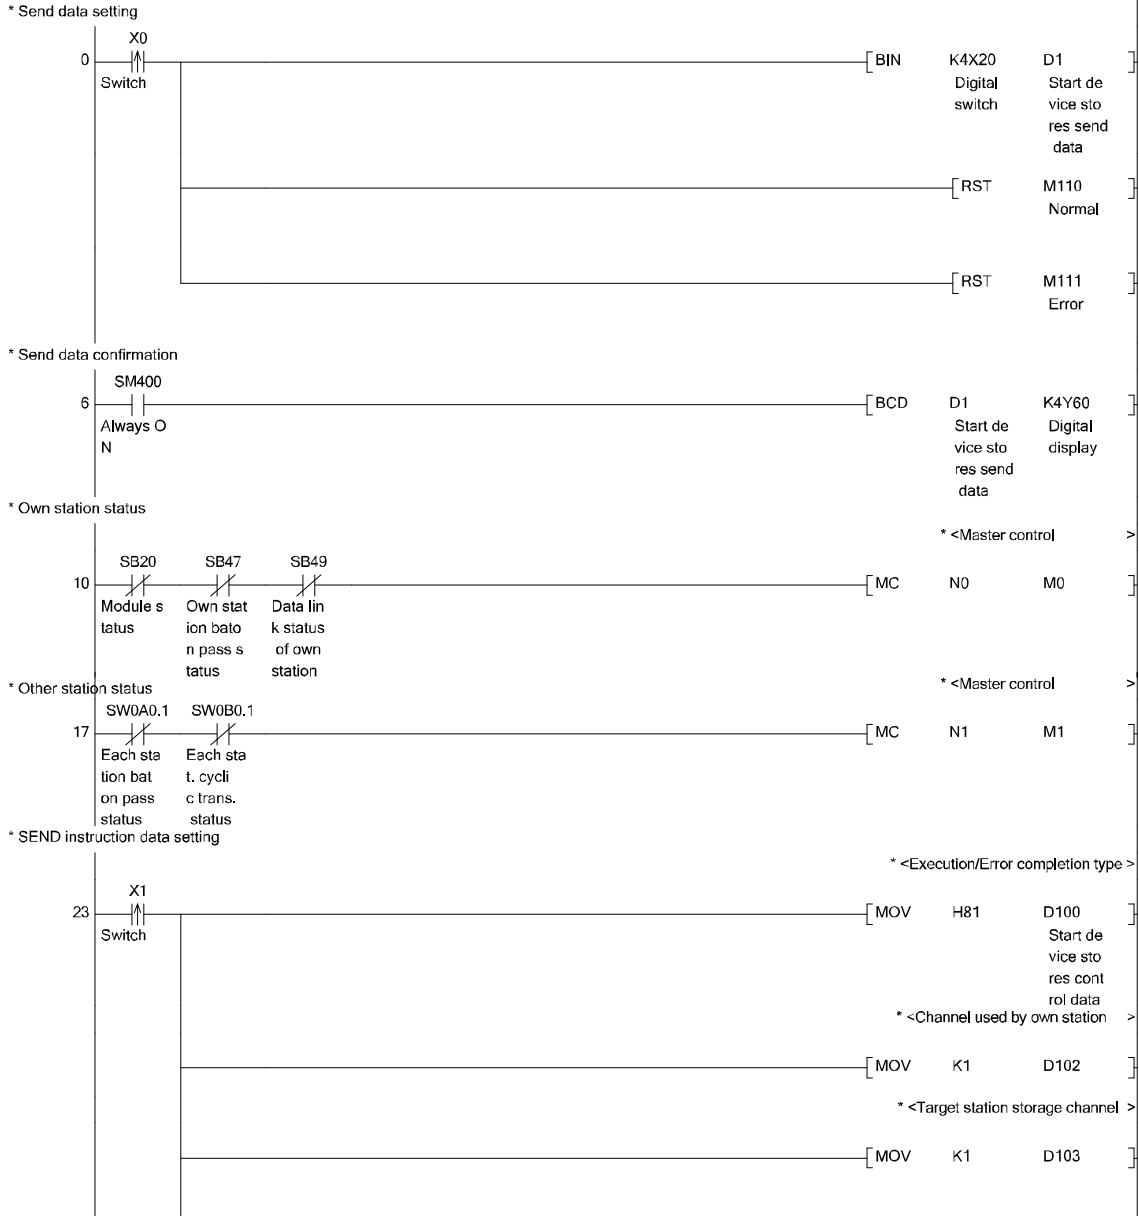 * Send data setting
X0
0 BIN K4X20 D1
Switch Digital Start de
switch vice sto
res send
data
RST M110
Normal
RST M111
Error
* Send data confirmation
SM400
6 BCD D1 K4Y60
Always O Start de Digital
N vice sto display
res send
data
* Own station status
* <Master control >
SB20 SB47 SB49
10 MC N0 M0
Module s Own stat Data lin
tatus ion bato k status
n pass s of own
tatus station
* Other station status * <Master control >
SW0A0.1 SW0B0.1
17 MC N1 M1
Each sta Each sta
tion bat t. cycli
on pass c trans.
status status
* SEND instruction data setting
* <Execution/Error completion type >
X1
23 MOV H81 D100
Switch Start de
vice sto
res cont
rol data
* <Channel used by own station >
MOV K1 D102
* <Target station storage channel >
MOV K1 D103